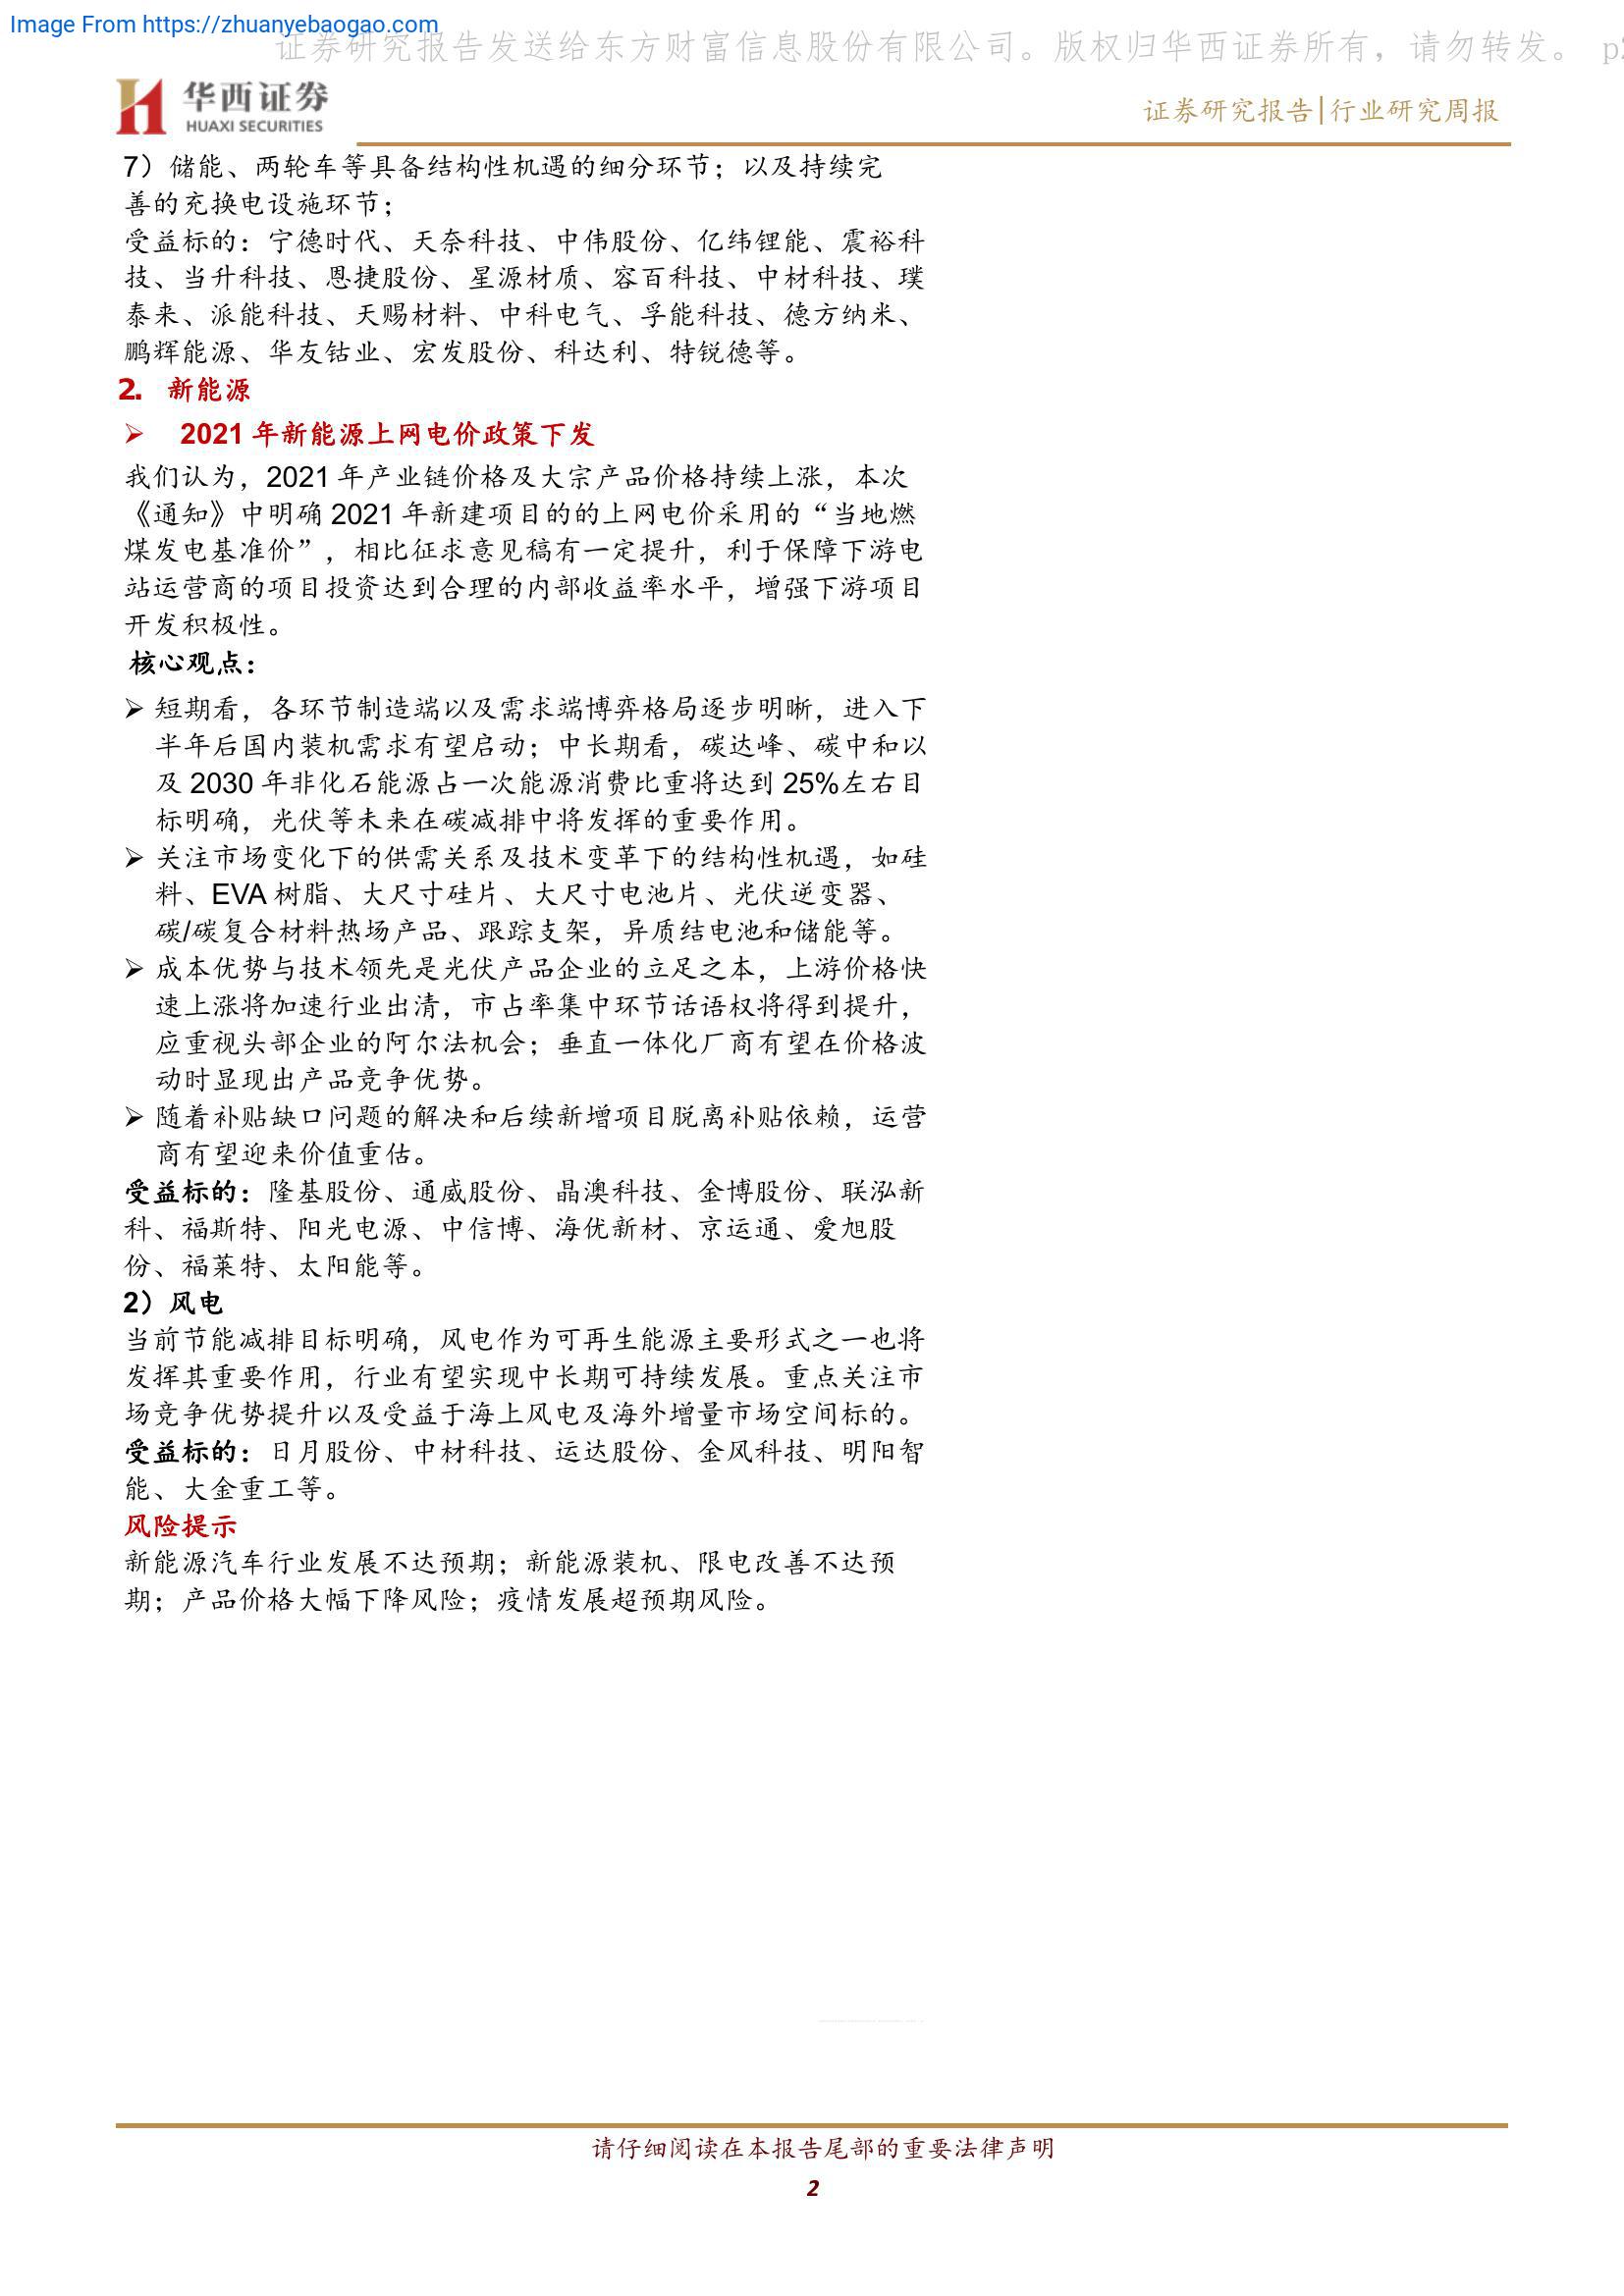 Image From https://zhuanyebaogao.com
证券研究报告发送给东方财富信息股份有限公司。版权归华西证券所有，请勿转发。 p2
华西证券
HUAXI SECURITIES
证券研究报告|行业研究周报
7）储能、两轮车等具备结构性机遇的细分环节；以及持续完
善的充换电设施环节；
受益标的：宁德时代、天奈科技、中伟股份、亿纬锂能、震裕科
技、当升科技、恩捷股份、星源材质、容百科技、中材科技、璞
泰来、派能科技、天赐材料、中科电气、孚能科技、德方纳米、
鹏辉能源、华友钴业、宏发股份、科达利、特锐德等。
2. 新能源
➢ 2021 年新能源上网电价政策下发
我们认为，2021 年产业链价格及大宗产品价格持续上涨，本次
《通知》中明确 2021 年新建项目的的上网电价采用的“当地燃
煤发电基准价”，相比征求意见稿有一定提升，利于保障下游电
站运营商的项目投资达到合理的内部收益率水平，增强下游项目
开发积极性。
核心观点：
➢ 短期看，各环节制造端以及需求端博弈格局逐步明晰，进入下
半年后国内装机需求有望启动；中长期看，碳达峰、碳中和以
及 2030 年非化石能源占一次能源消费比重将达到 25%左右目
标明确，光伏等未来在碳减排中将发挥的重要作用。
➢ 关注市场变化下的供需关系及技术变革下的结构性机遇，如硅
料、EVA 树脂、大尺寸硅片、大尺寸电池片、光伏逆变器、
碳/碳复合材料热场产品、跟踪支架，异质结电池和储能等。
➢ 成本优势与技术领先是光伏产品企业的立足之本，上游价格快
速上涨将加速行业出清，市占率集中环节话语权将得到提升，
应重视头部企业的阿尔法机会；垂直一体化厂商有望在价格波
动时显现出产品竞争优势。
➢ 随着补贴缺口问题的解决和后续新增项目脱离补贴依赖，运营
商有望迎来价值重估。
受益标的：隆基股份、通威股份、晶澳科技、金博股份、联泓新
科、福斯特、阳光电源、中信博、海优新材、京运通、爱旭股
份、福莱特、太阳能等。
2）风电
当前节能减排目标明确，风电作为可再生能源主要形式之一也将
发挥其重要作用，行业有望实现中长期可持续发展。重点关注市
场竞争优势提升以及受益于海上风电及海外增量市场空间标的。
受益标的：日月股份、中材科技、运达股份、金风科技、明阳智
能、大金重工等。
风险提示
新能源汽车行业发展不达预期；新能源装机、限电改善不达预
期；产品价格大幅下降风险；疫情发展超预期风险。
请仔细阅读在本报告尾部的重要法律声明
2